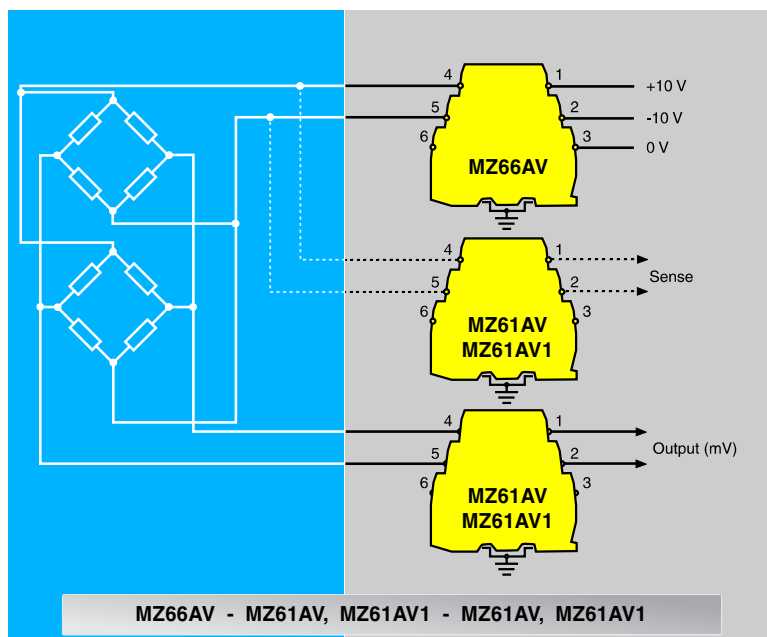 4 1 +10 V
5 2 -10 V
6 3 0 V
MZ66AV
4 1
Sense
5 2
6 3
MZ61AV
MZ61AV1
4 1
Output (mV)
5 2
6 3
MZ61AV
MZ61AV1
MZ66AV - MZ61AV, MZ61AV1 - MZ61AV, MZ61AV1